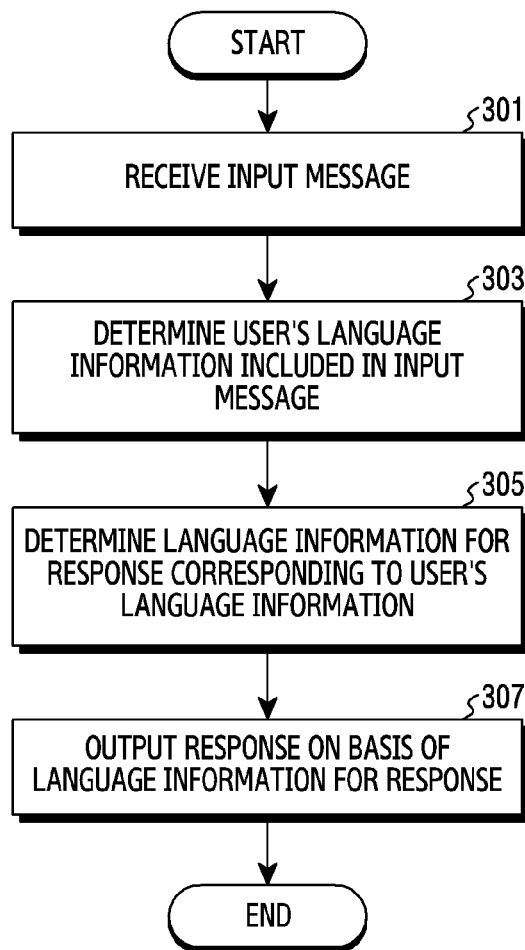 START
301
RECEIVE INPUT MESSAGE
303
DETERMINE USER'S LANGUAGE
INFORMATION INCLUDED IN INPUT
MESSAGE
305
DETERMINE LANGUAGE INFORMATION FOR
RESPONSE CORRESPONDING TO USER'S
LANGUAGE INFORMATION
307
OUTPUT RESPONSE ON BASIS OF
LANGUAGE INFORMATION FOR RESPONSE
END